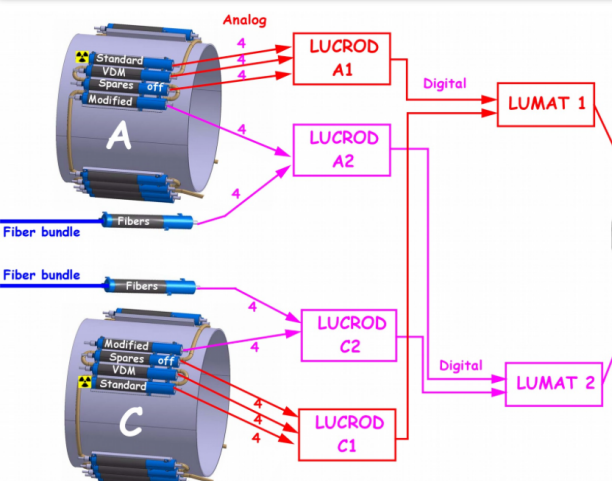 Analog
Standard
VDM
Spares off
Modified
A
4
4
4
LUCROD
A1
Digital
LUMAT 1
4
LUCROD
A2
4
Fibers
Fiber bundle
Fiber bundle
Fibers
4
LUCROD
C2
4
Modified
Spares off
VDM
Standard
C
Digital
LUMAT 2
4
4
4
LUCROD
C1